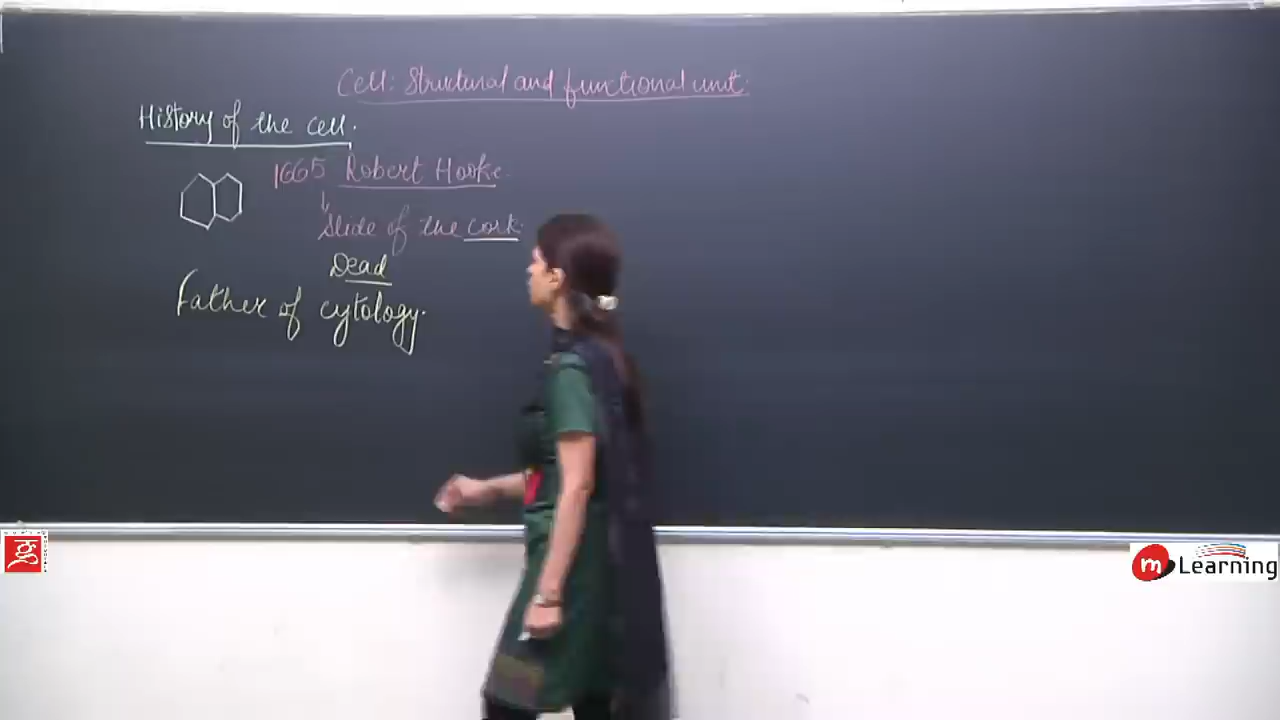 Cell: Structural and functional unit.
History of the cell.
1665 Robert Hooke.
Slide of the cork.
Dead
Father of cytology.
m Learning